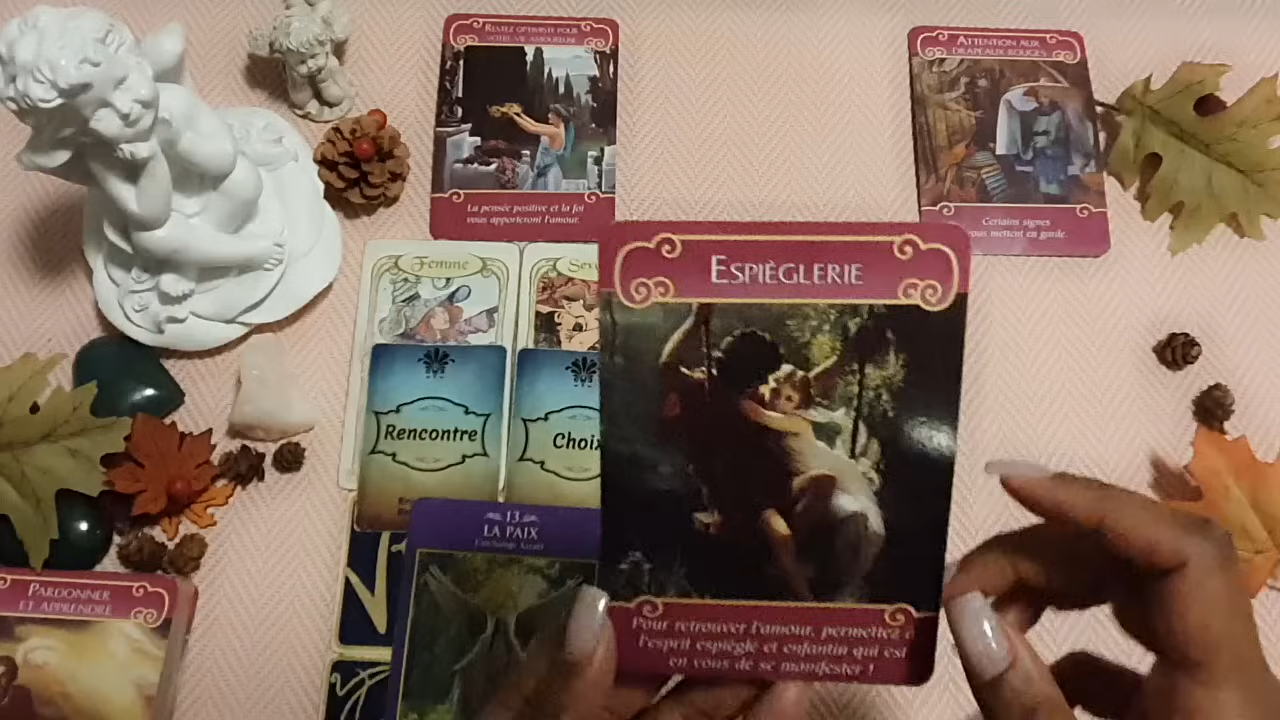 RESTEZ OPTIMISTE POUR
VOTRE VIE AMOUREUSE
La pensée positive et la foi
vous apporteront l'amour.
ATTENTION AUX
DRAPEAUX ROUGES
Certains signes
vous mettent en garde.
Femme
Rencontre
Choix
13
LA PAIX
L'archange Azrael
PARDONNER
ET APPRENDRE
ESPIÈGLERIE
Pour retrouver l'amour, permettez à
l'esprit espiègle et enfantin qui est
en vous de se manifester !